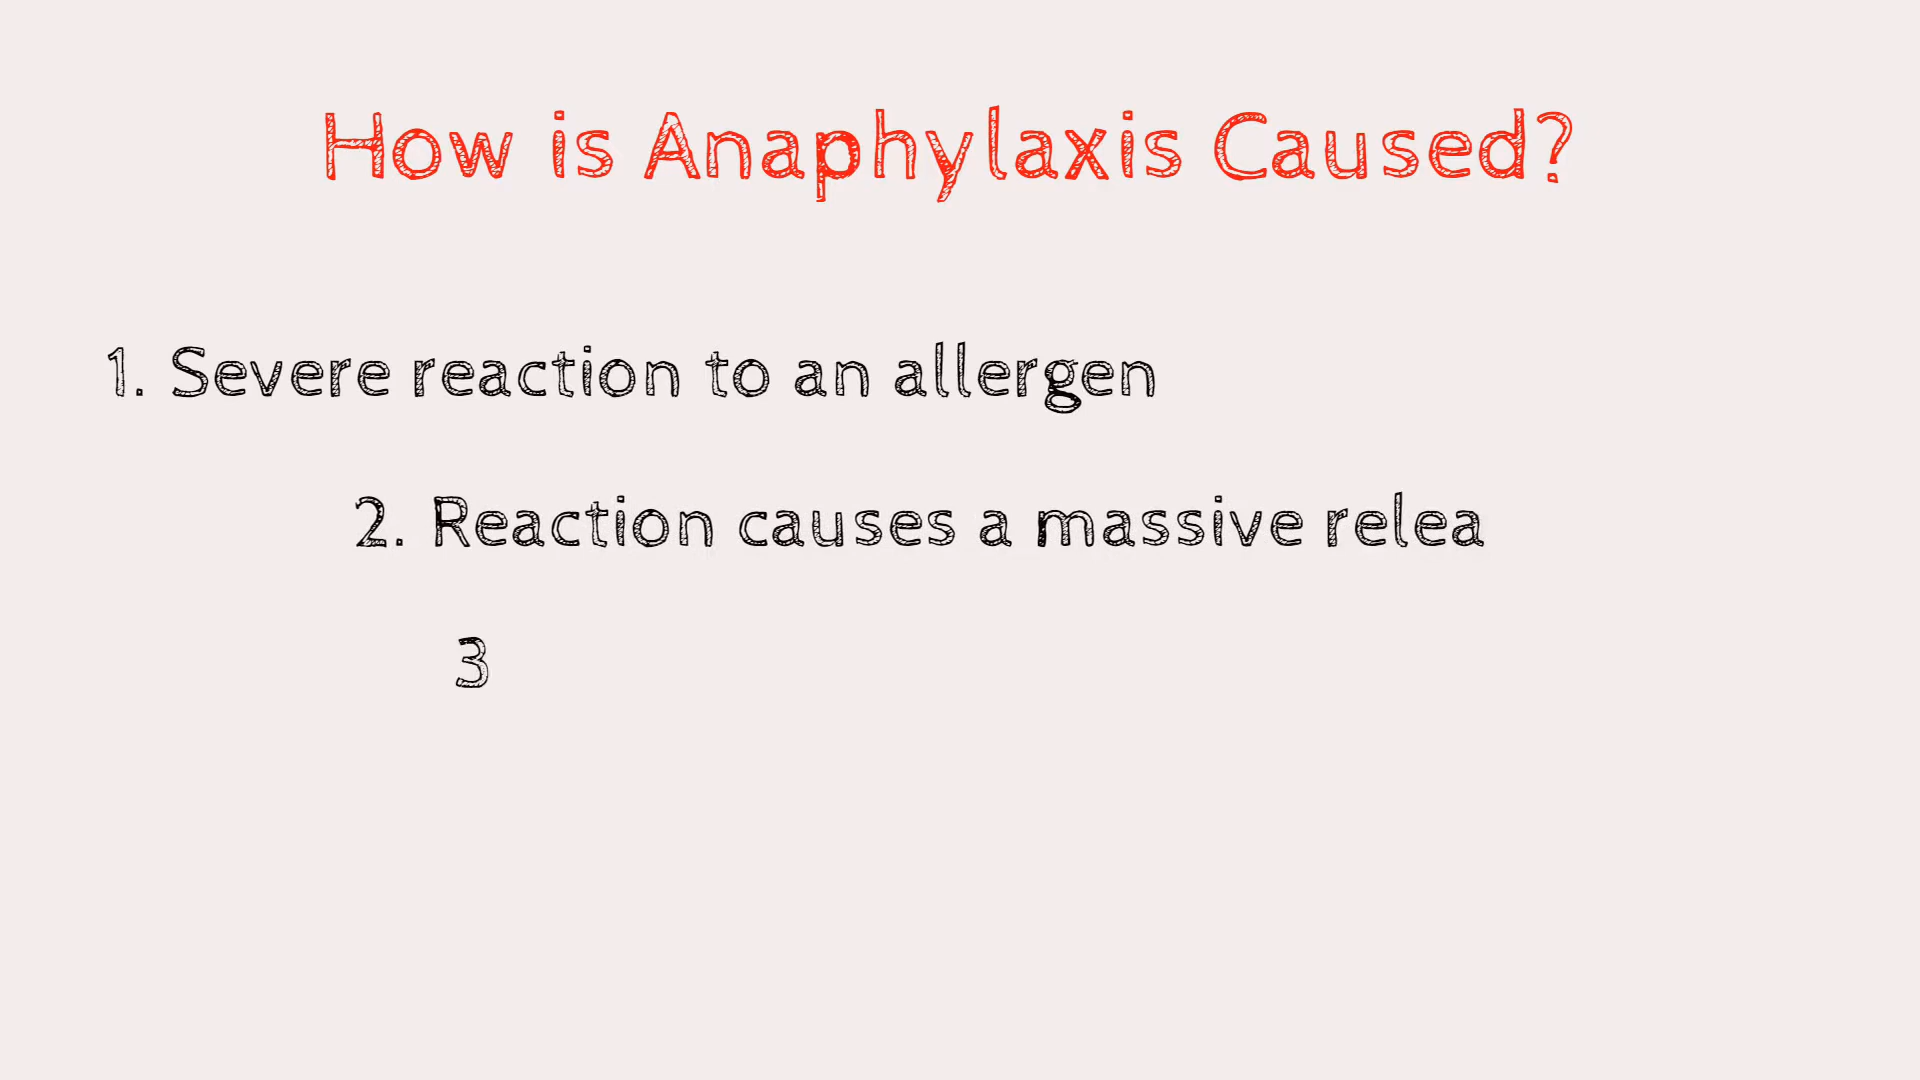 How is Anaphylaxis Caused?
1. Severe reaction to an allergen
2. Reaction causes a massive relea
3